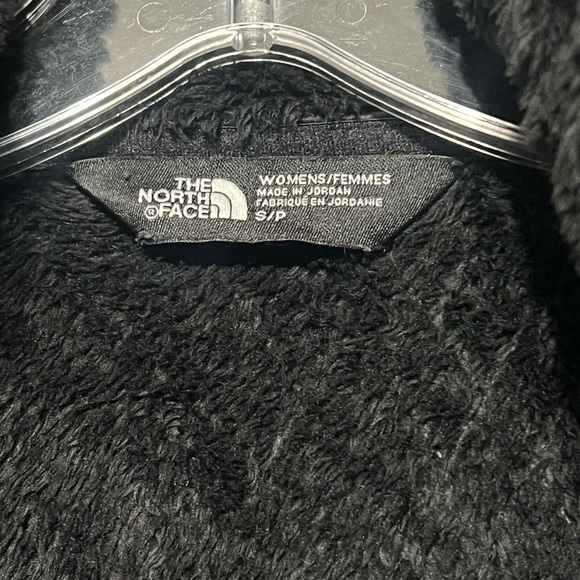 THE
NORTH
®FACE
WOMENS/FEMMES
MADE IN JORDAN
FABRIQUÉ EN JORDANIE
S/P